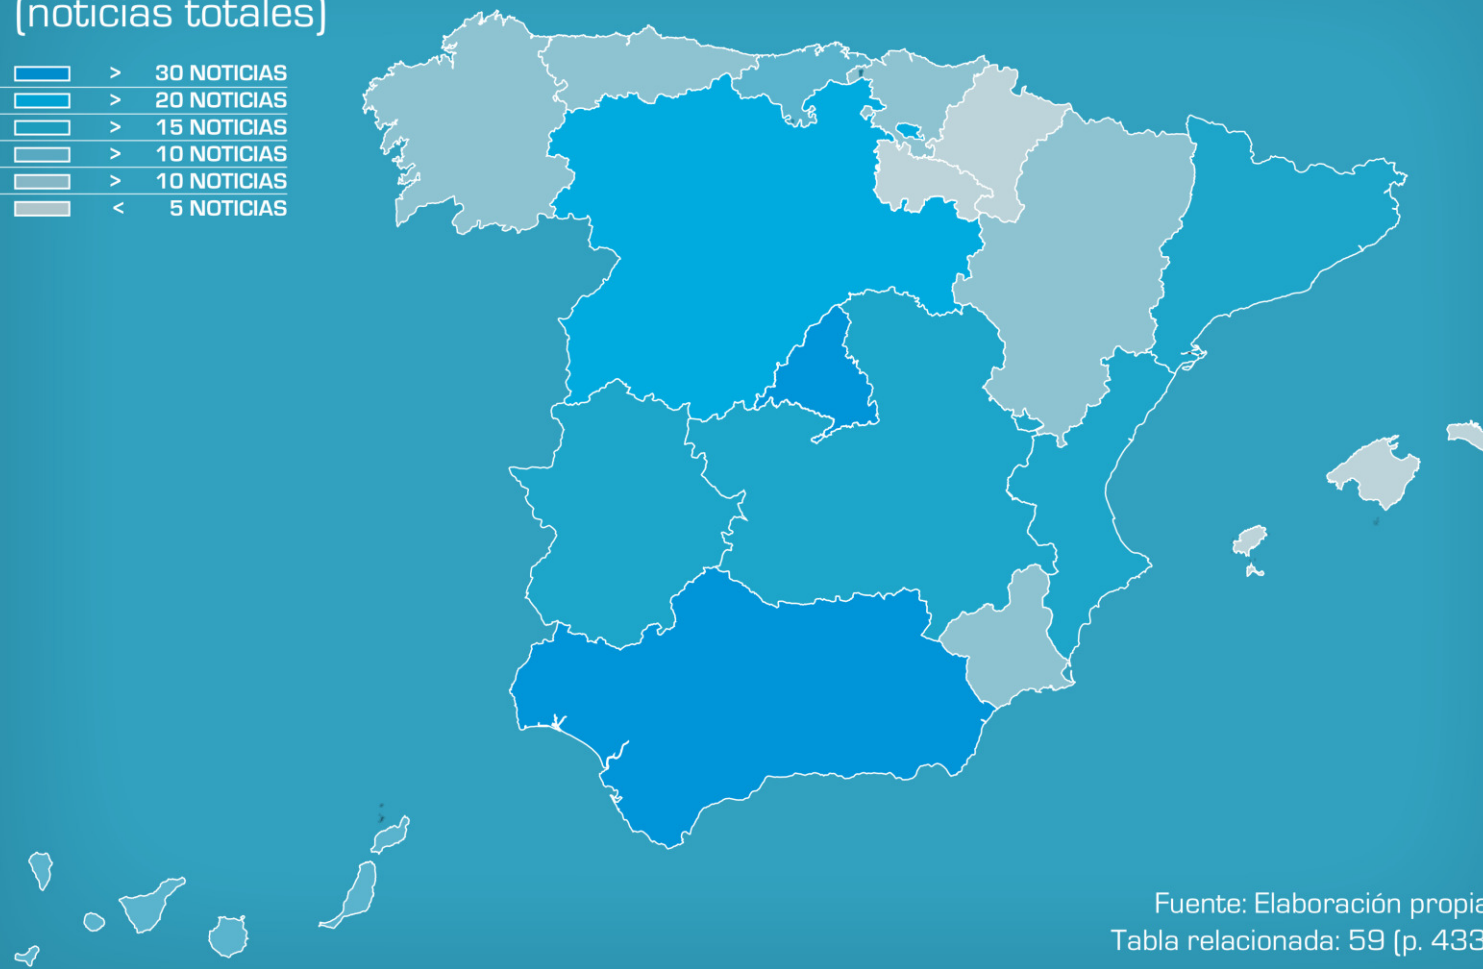 (noticias totales)
> 30 NOTICIAS
> 20 NOTICIAS
> 15 NOTICIAS
> 10 NOTICIAS
> 10 NOTICIAS
< 5 NOTICIAS
Fuente: Elaboración propia
Tabla relacionada: 59 (p. 433